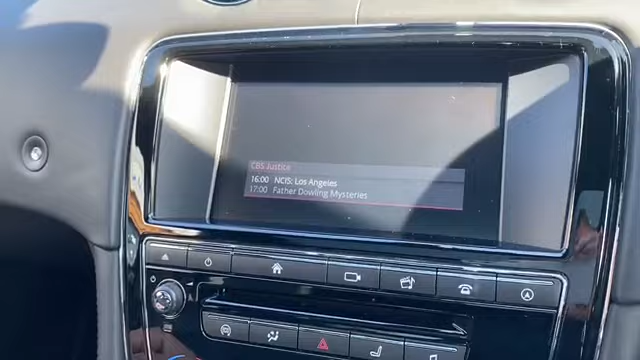 CBS Justice
16:00 NCIS: Los Angeles
17:00 Father Dowling Mysteries